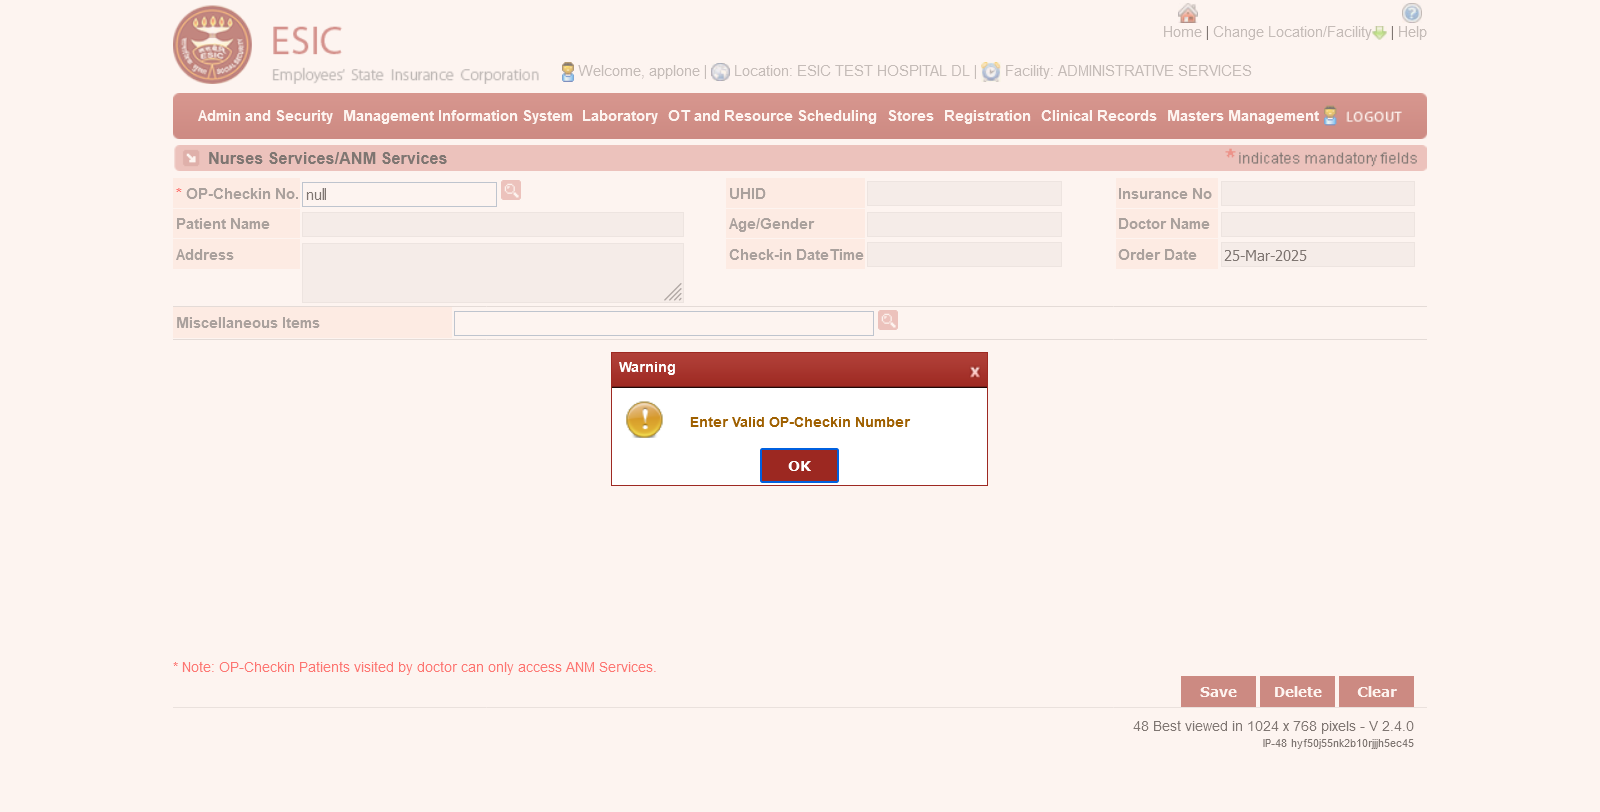 Home | Change Location/Facility | Help
ESIC
Employees' State Insurance Corporation
Welcome, applone | Location: ESIC TEST HOSPITAL DL | Facility: ADMINISTRATIVE SERVICES
Admin and Security Management Information System Laboratory OT and Resource Scheduling Stores Registration Clinical Records Masters Management LOGOUT
Nurses Services/ANM Services * indicates mandatory fields
* OP-Checkin No. null UHID Insurance No
Patient Name Age/Gender Doctor Name
Address Check-in DateTime Order Date 25-Mar-2025
Miscellaneous Items
Warning x
Enter Valid OP-Checkin Number
OK
* Note: OP-Checkin Patients visited by doctor can only access ANM Services.
Save Delete Clear
48 Best viewed in 1024 x 768 pixels - V 2.4.0
IP-48 hyf50j55nk2b10rjjjh5ec45